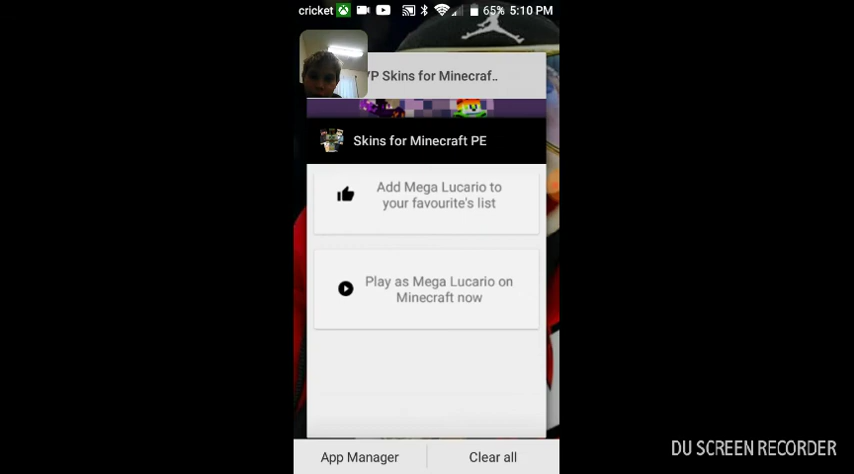 cricket 65% 5:10 PM
VP Skins for Minecraf..
Skins for Minecraft PE
Add Mega Lucario to
your favourite's list
Play as Mega Lucario on
Minecraft now
App Manager Clear all
DU SCREEN RECORDER